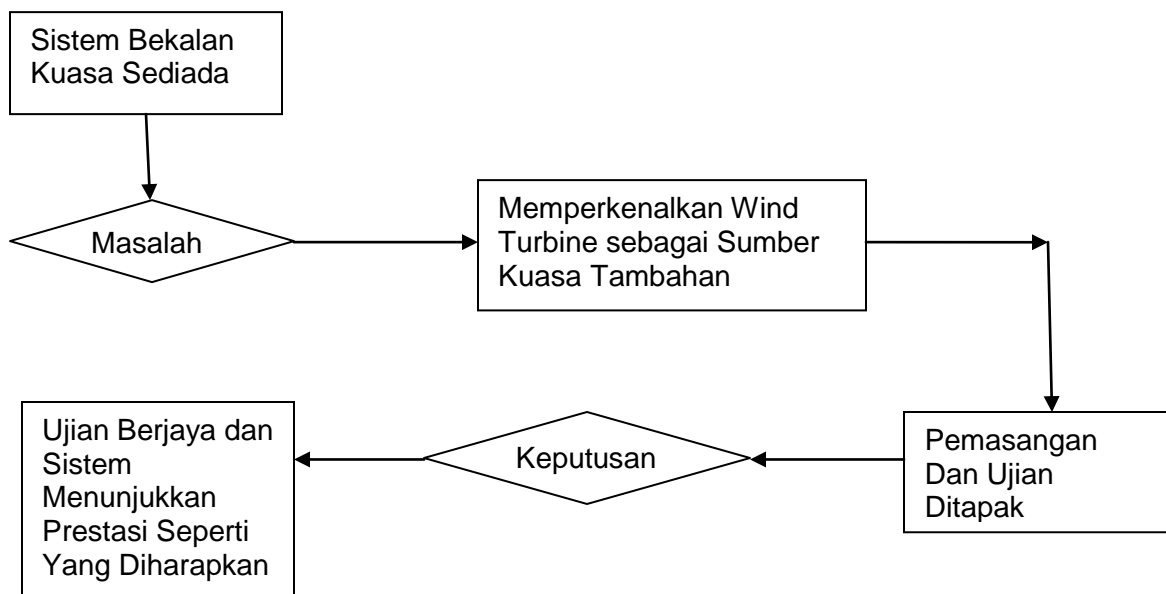 Sistem Bekalan
Kuasa Sediada
Masalah
Memperkenalkan Wind
Turbine sebagai Sumber
Kuasa Tambahan
Pemasangan
Dan Ujian
Ditapak
Keputusan
Ujian Berjaya dan
Sistem
Menunjukkan
Prestasi Seperti
Yang Diharapkan